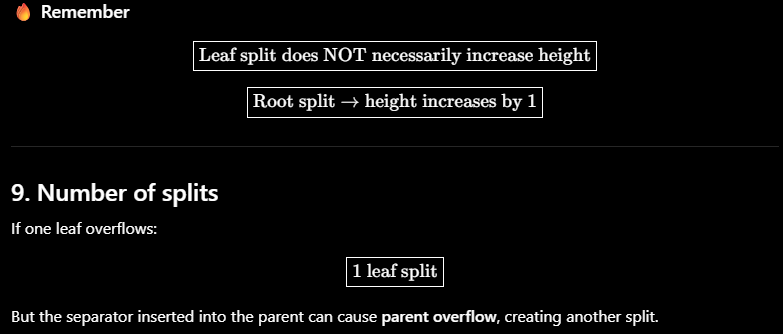 🔥 Remember
Leaf split does NOT necessarily increase height
Root split → height increases by 1
9. Number of splits
If one leaf overflows:
1 leaf split
But the separator inserted into the parent can cause parent overflow, creating another split.